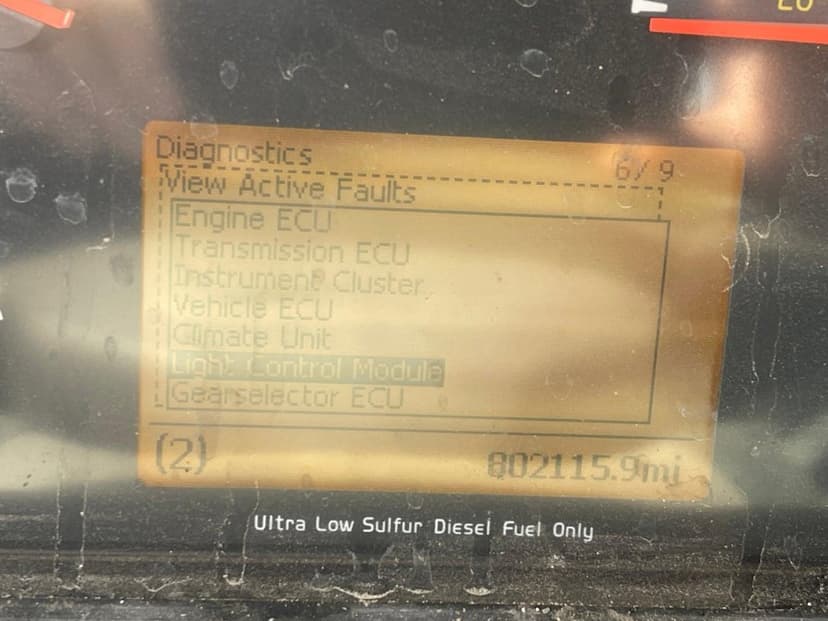 20
Diagnostics
6/ 9
View Active Faults
Engine ECU
Transmission ECU
Instrument Cluster
Vehicle ECU
Climate Unit
Light Control Module
Gearselector ECU
(2)
802115.9mi
Ultra Low Sulfur Diesel Fuel Only